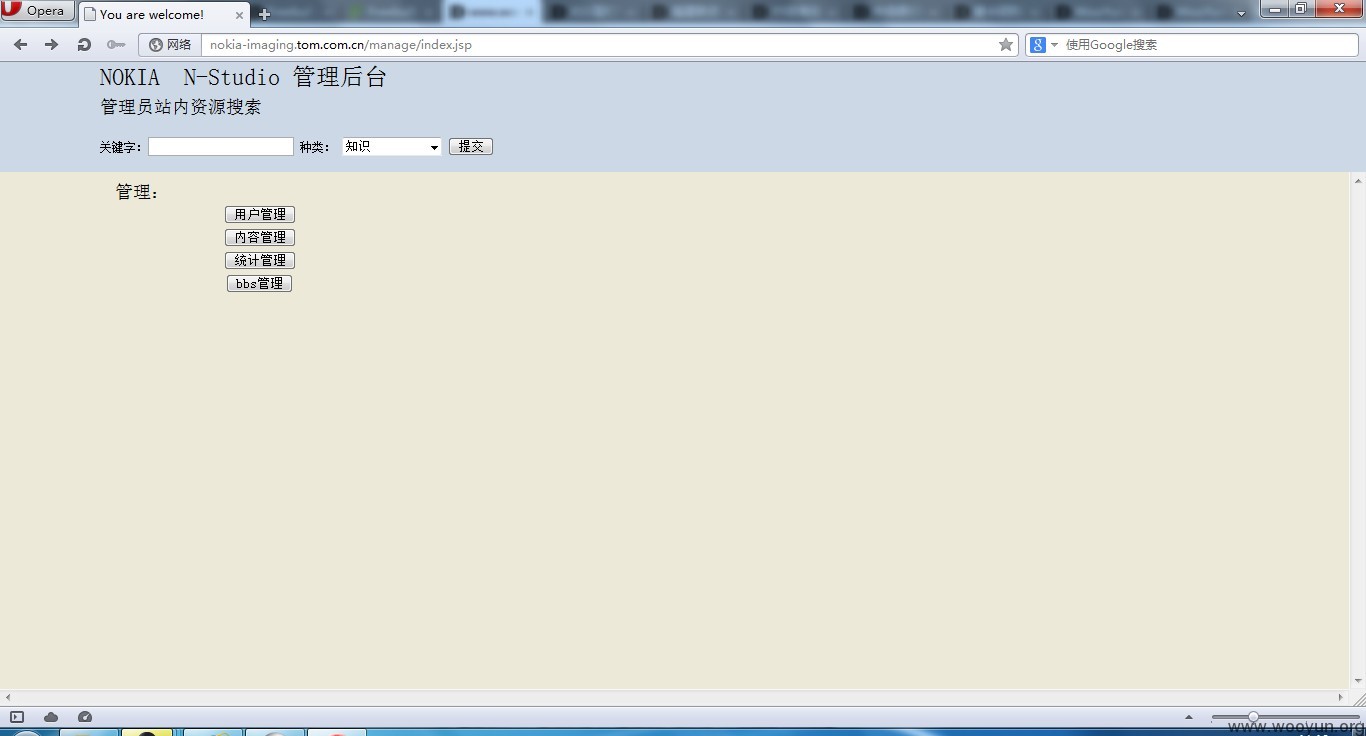 Opera
You are welcome!
网络
nokia-imaging.tom.com.cn/manage/index.jsp
使用Google搜索
NOKIA N-Studio 管理后台
管理员站内资源搜索
关键字: 种类: 知识 提交
管理:
用户管理
内容管理
统计管理
bbs管理
www.wooyun.org